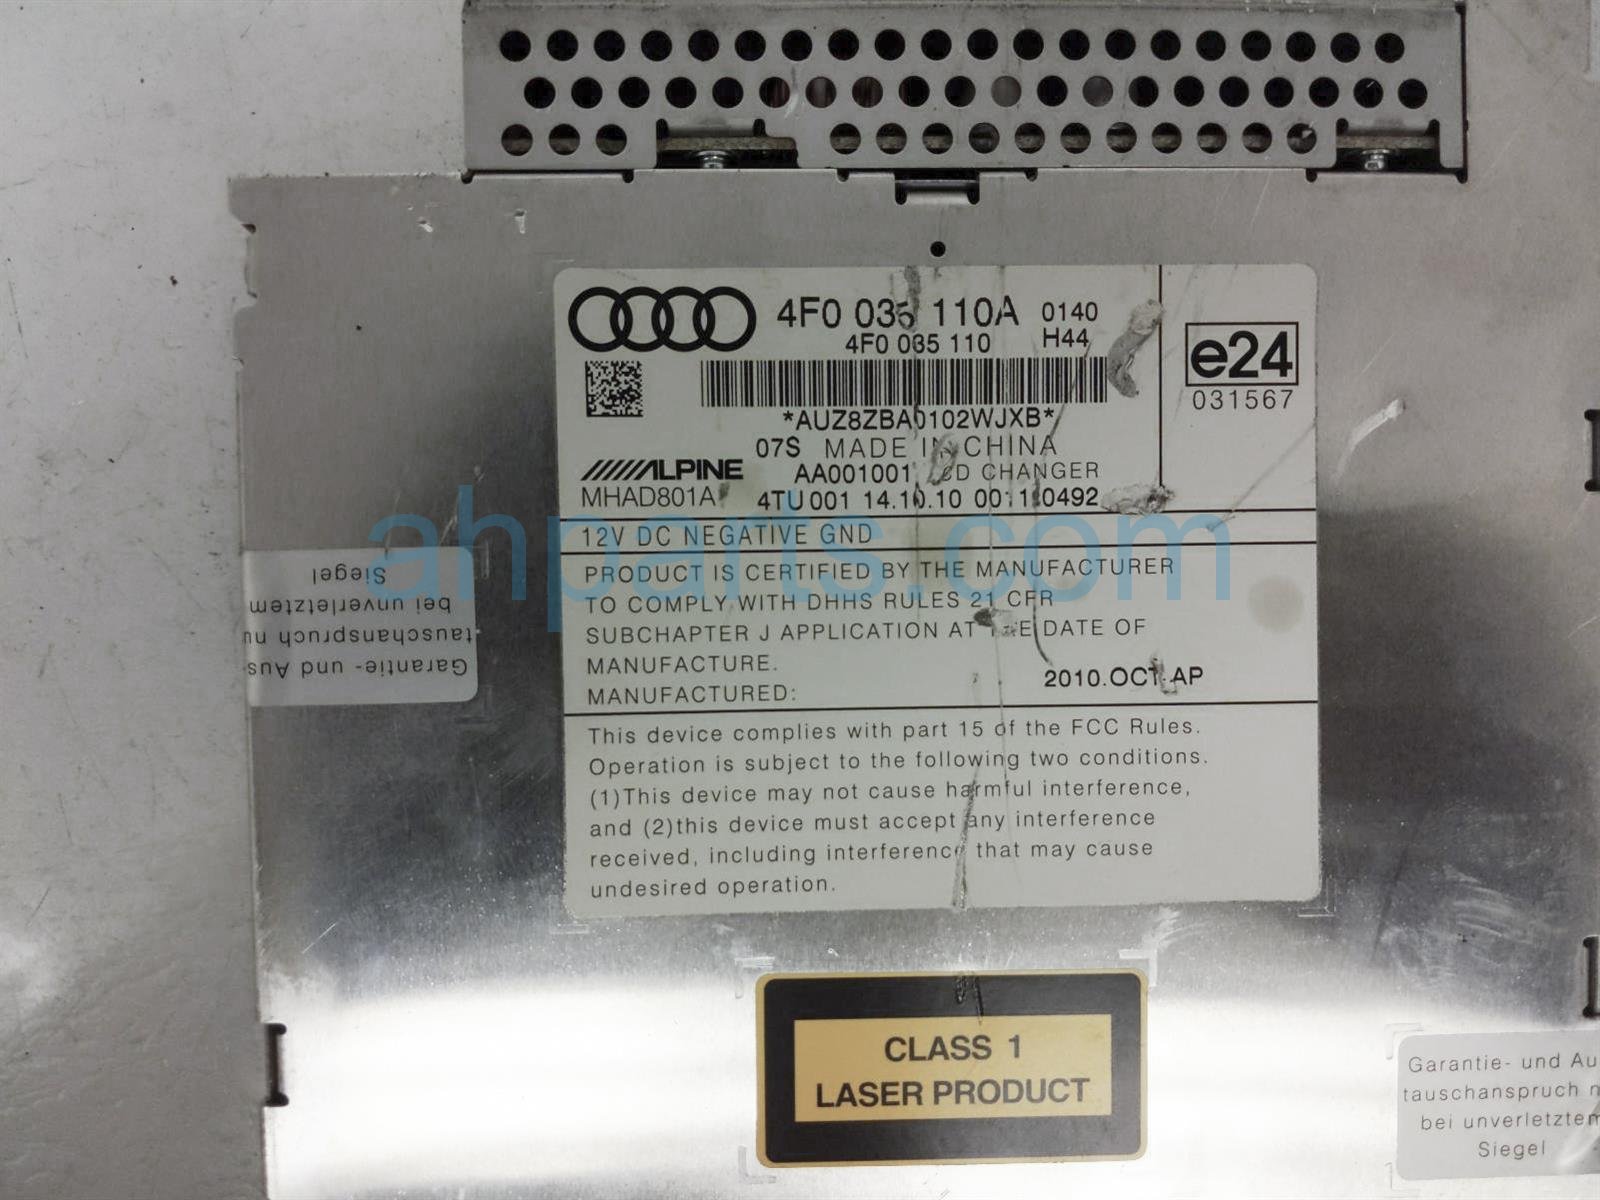 4F0 035 110A 0140
4F0 035 110 H44
e24
031567
*AUZ8ZBA0102WJXB*
07S MADE IN CHINA
ALPINE AA001001 CD CHANGER
MHAD801A 4TU001 14.10.10 00110492
12V DC NEGATIVE GND
PRODUCT IS CERTIFIED BY THE MANUFACTURER
TO COMPLY WITH DHHS RULES 21 CFR
SUBCHAPTER J APPLICATION AT THE DATE OF
MANUFACTURE.
MANUFACTURED: 2010.OCT.AP
This device complies with part 15 of the FCC Rules.
Operation is subject to the following two conditions.
(1)This device may not cause harmful interference,
and (2)this device must accept any interference
received, including interference that may cause
undesired operation.
ahparts.com
Garantie- und Aus-
tauschanspruch nu
bei unverletztem
Siegel
CLASS 1
LASER PRODUCT
Garantie- und Au
tauschanspruch n
bei unverletztem
Siegel